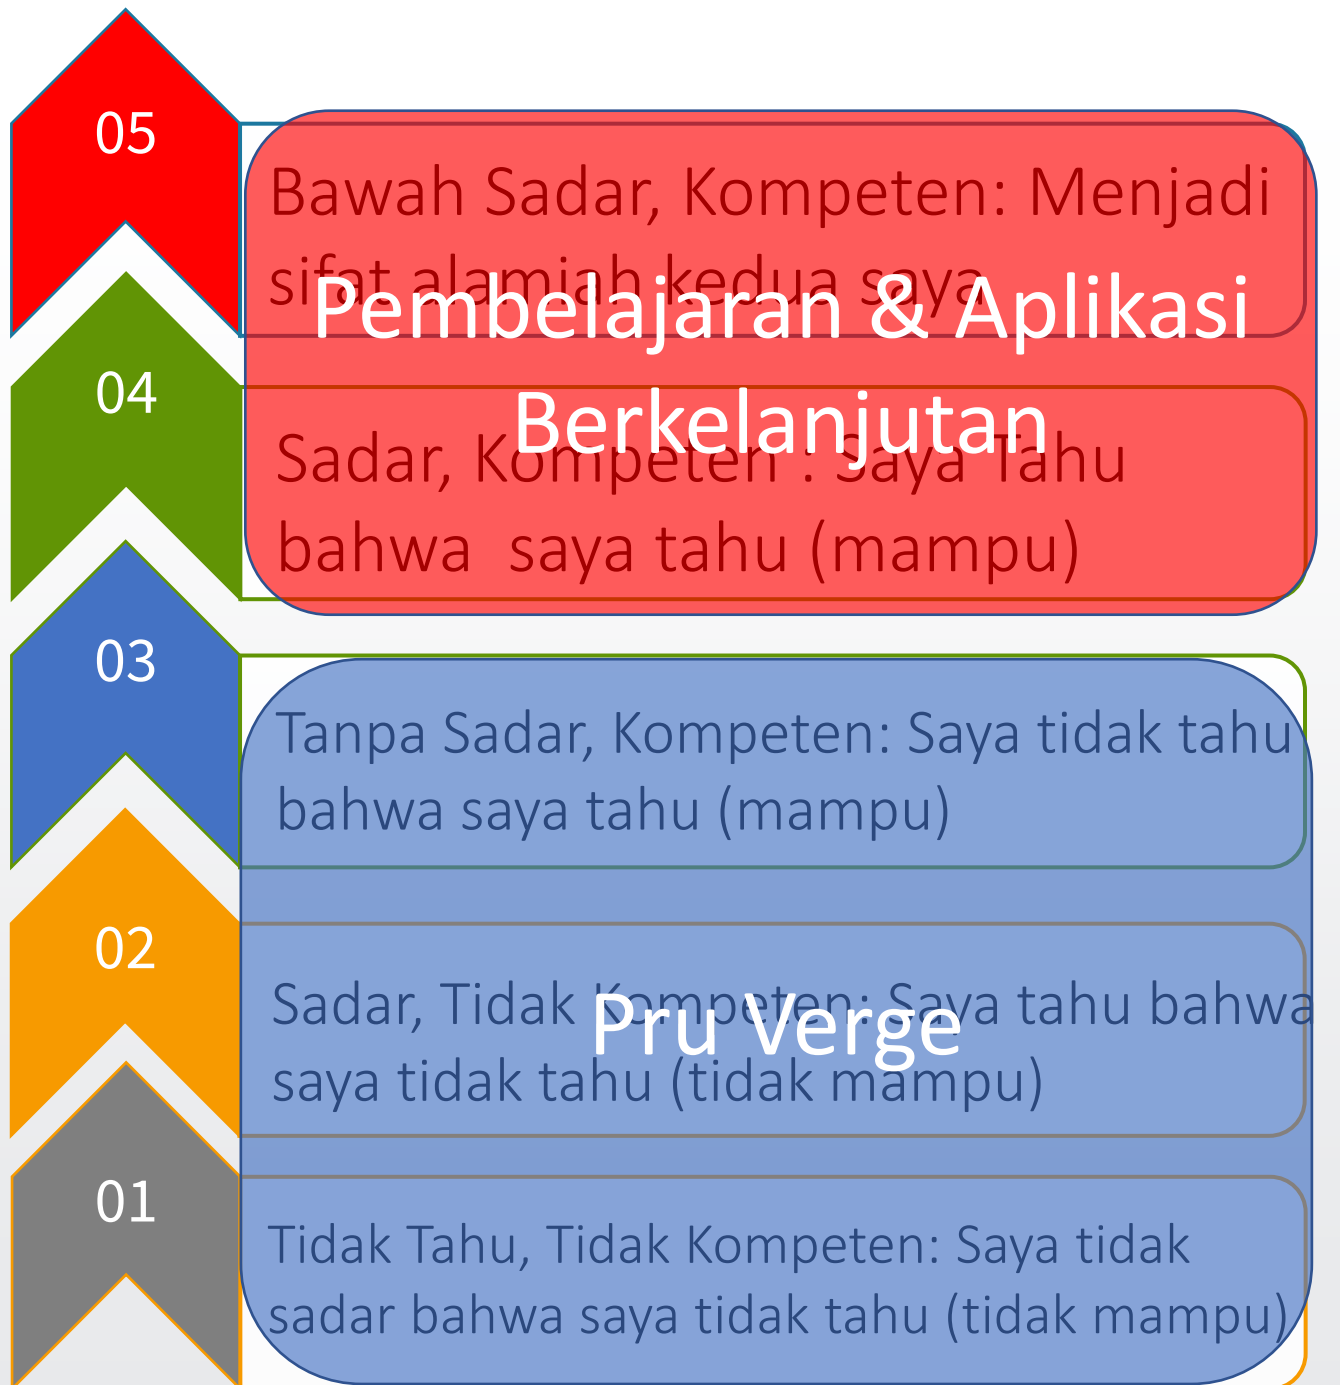 05
Bawah Sadar, Kompeten: Menjadi
sifat alamiah kedua saya
Pembelajaran & Aplikasi
Berkelanjutan
04
Sadar, Kompeten : Saya Tahu
bahwa  saya tahu (mampu)
03
Tanpa Sadar, Kompeten: Saya tidak tahu
bahwa saya tahu (mampu)
02
Sadar, Tidak Kompeten: Saya tahu bahwa
saya tidak tahu (tidak mampu)
Pru Verge
01
Tidak Tahu, Tidak Kompeten: Saya tidak
sadar bahwa saya tidak tahu (tidak mampu)